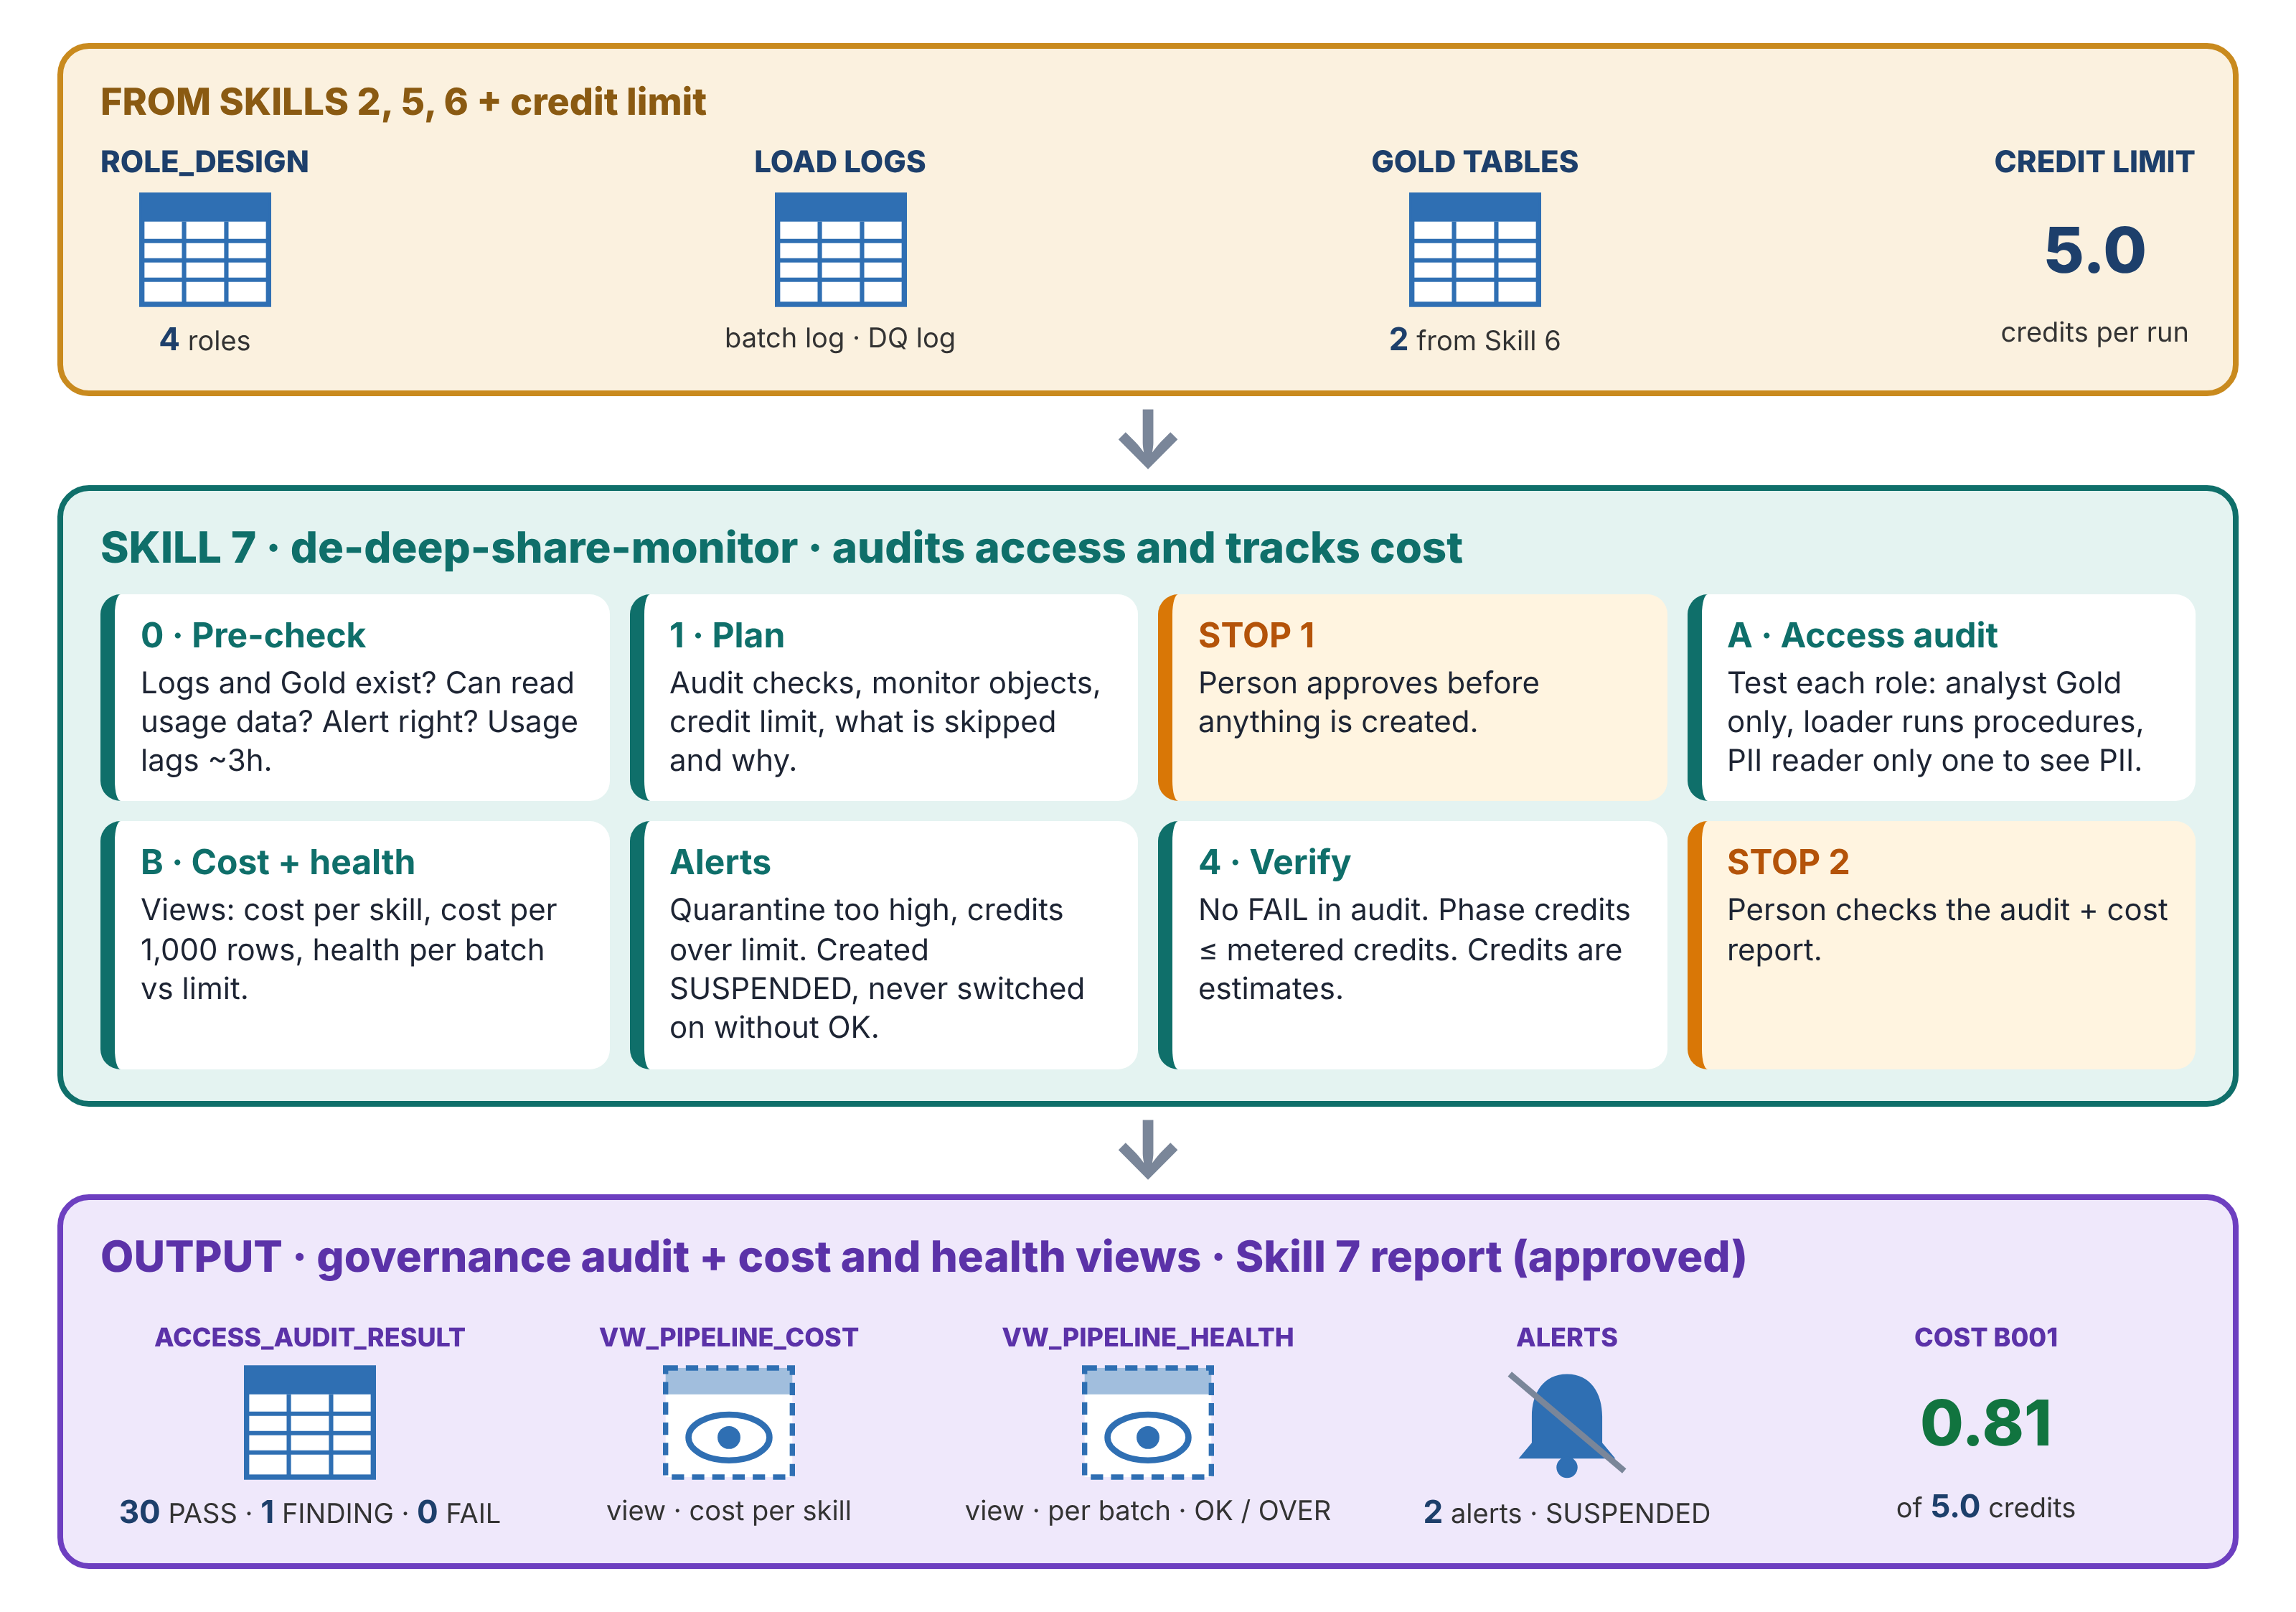 FROM SKILLS 2, 5, 6 + credit limit
ROLE_DESIGN
4 roles
LOAD LOGS
batch log · DQ log
GOLD TABLES
2 from Skill 6
CREDIT LIMIT
5.0
credits per run
SKILL 7 · de-deep-share-monitor · audits access and tracks cost
0 · Pre-check
Logs and Gold exist? Can read
usage data? Alert right? Usage
lags ~3h.
1 · Plan
Audit checks, monitor objects,
credit limit, what is skipped
and why.
STOP 1
Person approves before
anything is created.
A · Access audit
Test each role: analyst Gold
only, loader runs procedures,
PII reader only one to see PII.
B · Cost + health
Views: cost per skill, cost per
1,000 rows, health per batch
vs limit.
Alerts
Quarantine too high, credits
over limit. Created
SUSPENDED, never switched
on without OK.
4 · Verify
No FAIL in audit. Phase credits
≤ metered credits. Credits are
estimates.
STOP 2
Person checks the audit + cost
report.
OUTPUT · governance audit + cost and health views · Skill 7 report (approved)
ACCESS_AUDIT_RESULT
30 PASS · 1 FINDING · 0 FAIL
VW_PIPELINE_COST
view · cost per skill
VW_PIPELINE_HEALTH
view · per batch · OK / OVER
ALERTS
2 alerts · SUSPENDED
COST B001
0.81
of 5.0 credits